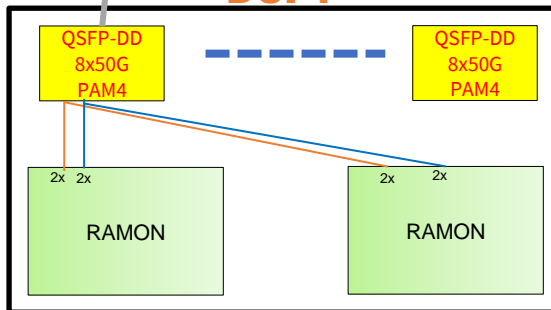 QSFP-DD
8x50G
PAM4
QSFP-DD
8x50G
PAM4
2x 2x
2x 2x
RAMON
RAMON